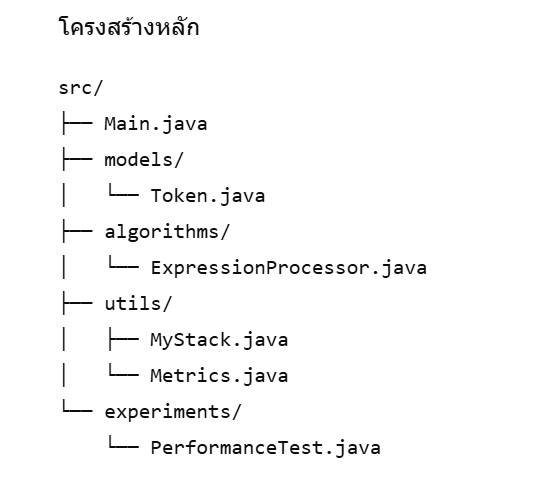 โครงสร้างหลัก
src/
├── Main.java
├── models/
│   └── Token.java
├── algorithms/
│   └── ExpressionProcessor.java
├── utils/
│   ├── MyStack.java
│   └── Metrics.java
└── experiments/
    └── PerformanceTest.java